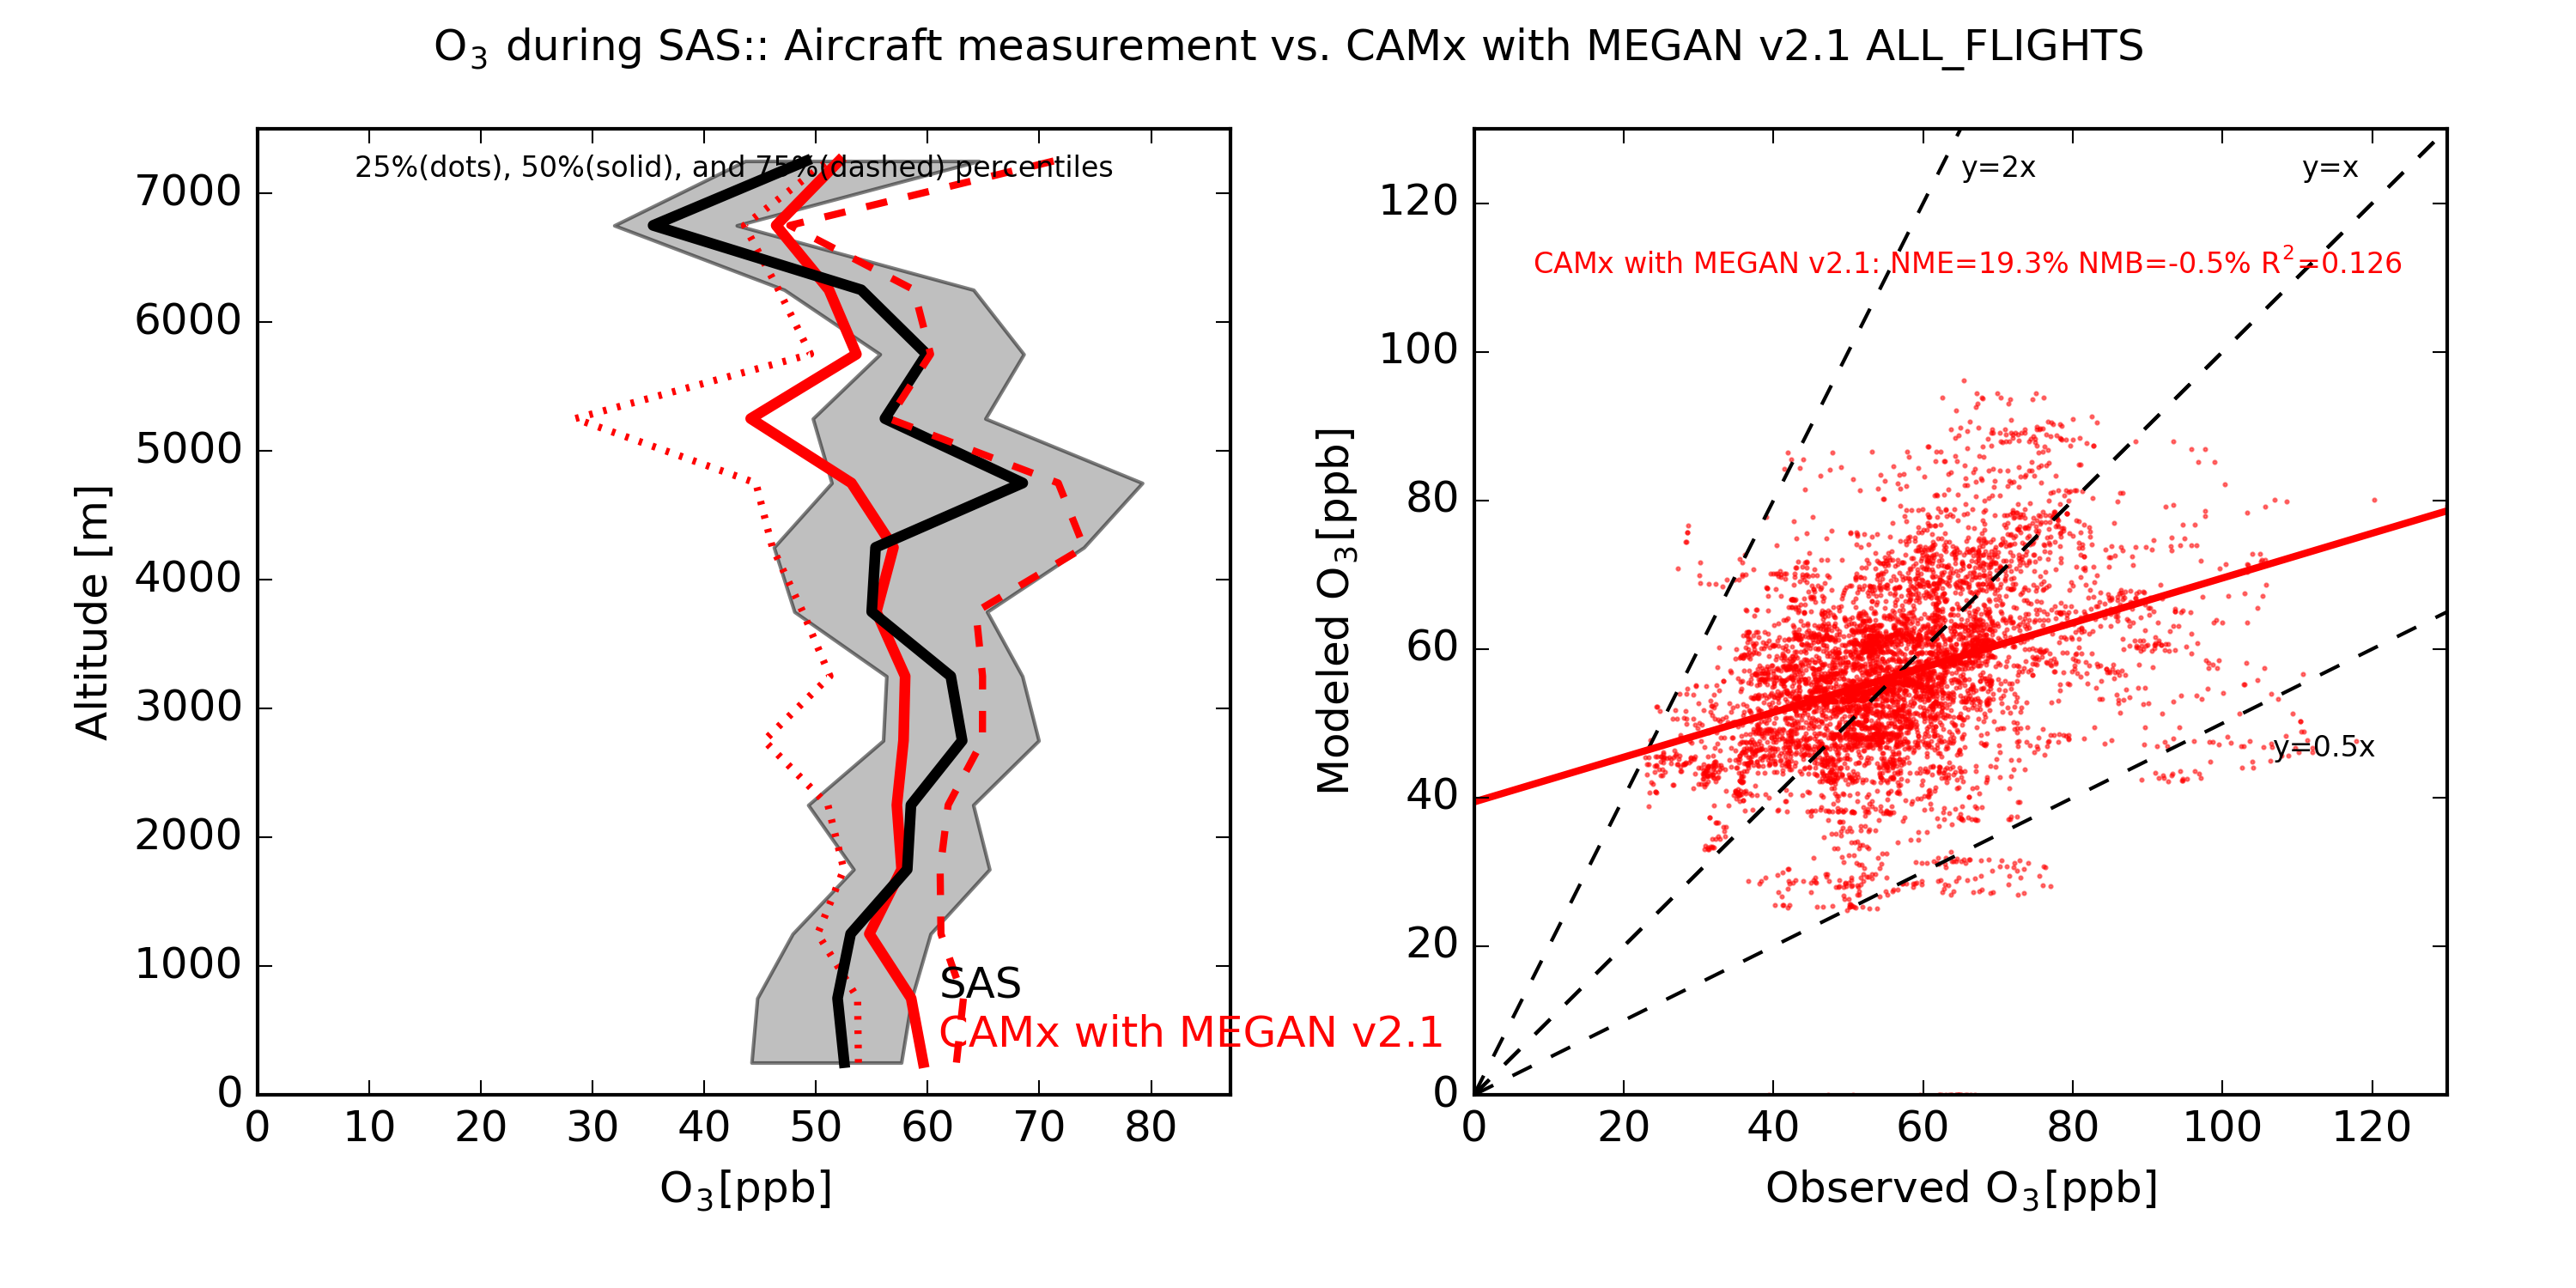 O3 during SAS:: Aircraft measurement vs. CAMx with MEGAN v2.1 ALL_FLIGHTS
25%(dots), 50%(solid), and 75%(dashed) percentiles
7000
6000
5000
4000
3000
2000
1000
0
Altitude [m]
SAS
CAMx with MEGAN v2.1
0 10 20 30 40 50 60 70 80
O3[ppb]
y=2x
y=x
CAMx with MEGAN v2.1: NME=19.3% NMB=-0.5% R2=0.126
y=0.5x
120
100
80
60
40
20
0
Modeled O3[ppb]
0 20 40 60 80 100 120
Observed O3[ppb]